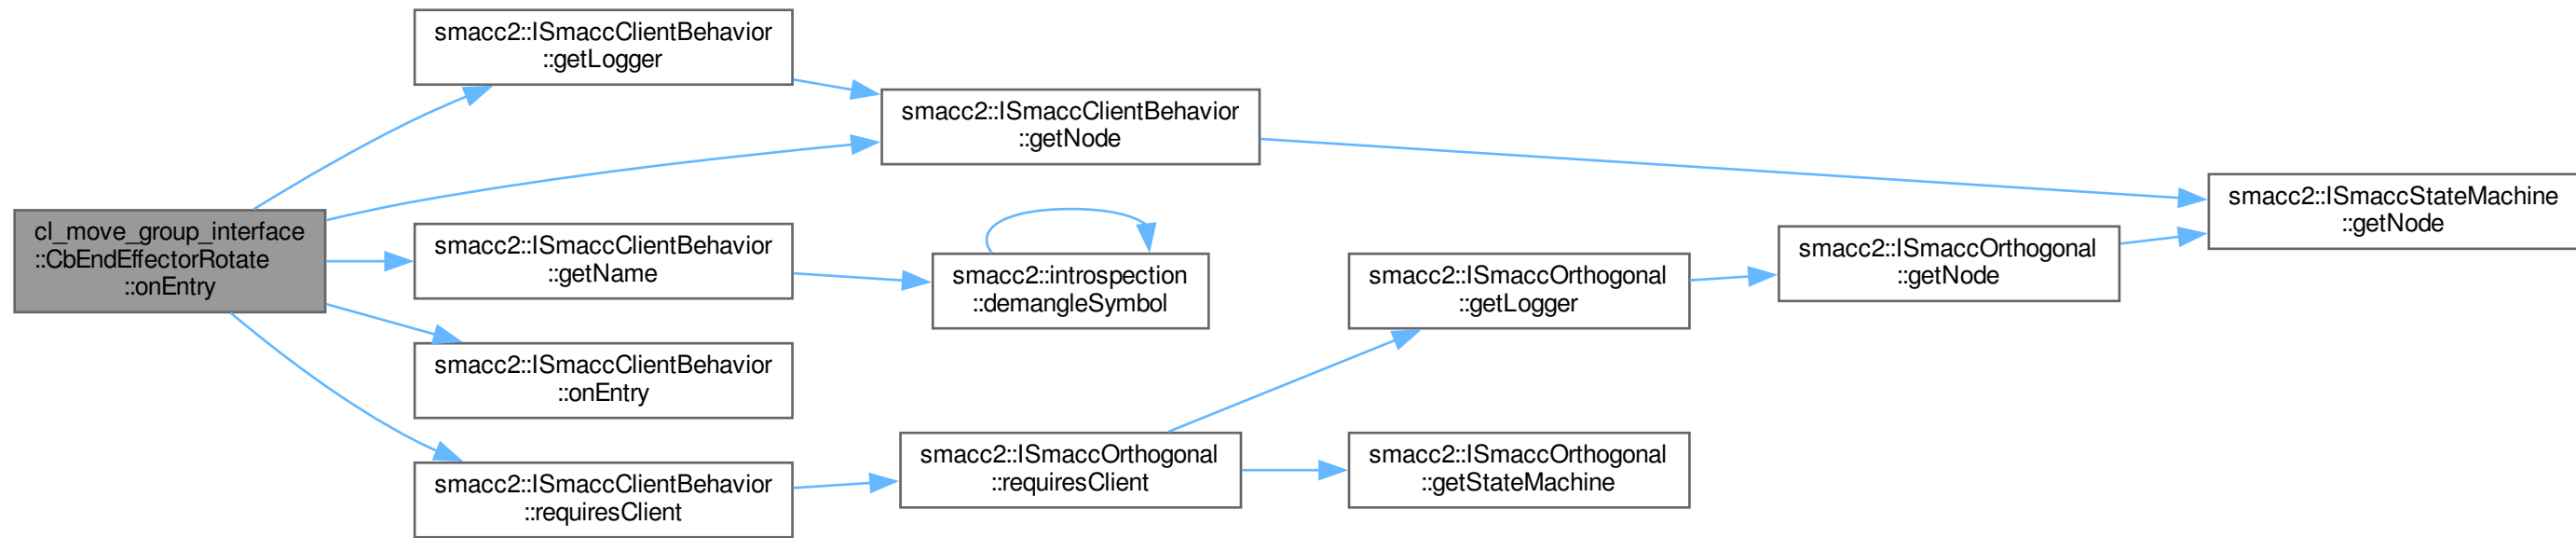 smacc2::ISmaccClientBehavior
::getLogger
smacc2::ISmaccClientBehavior
::getNode
smacc2::ISmaccStateMachine
::getNode
cl_move_group_interface
::CbEndEffectorRotate
::onEntry
smacc2::ISmaccClientBehavior
::getName
smacc2::introspection
::demangleSymbol
smacc2::ISmaccOrthogonal
::getLogger
smacc2::ISmaccOrthogonal
::getNode
smacc2::ISmaccClientBehavior
::onEntry
smacc2::ISmaccClientBehavior
::requiresClient
smacc2::ISmaccOrthogonal
::requiresClient
smacc2::ISmaccOrthogonal
::getStateMachine